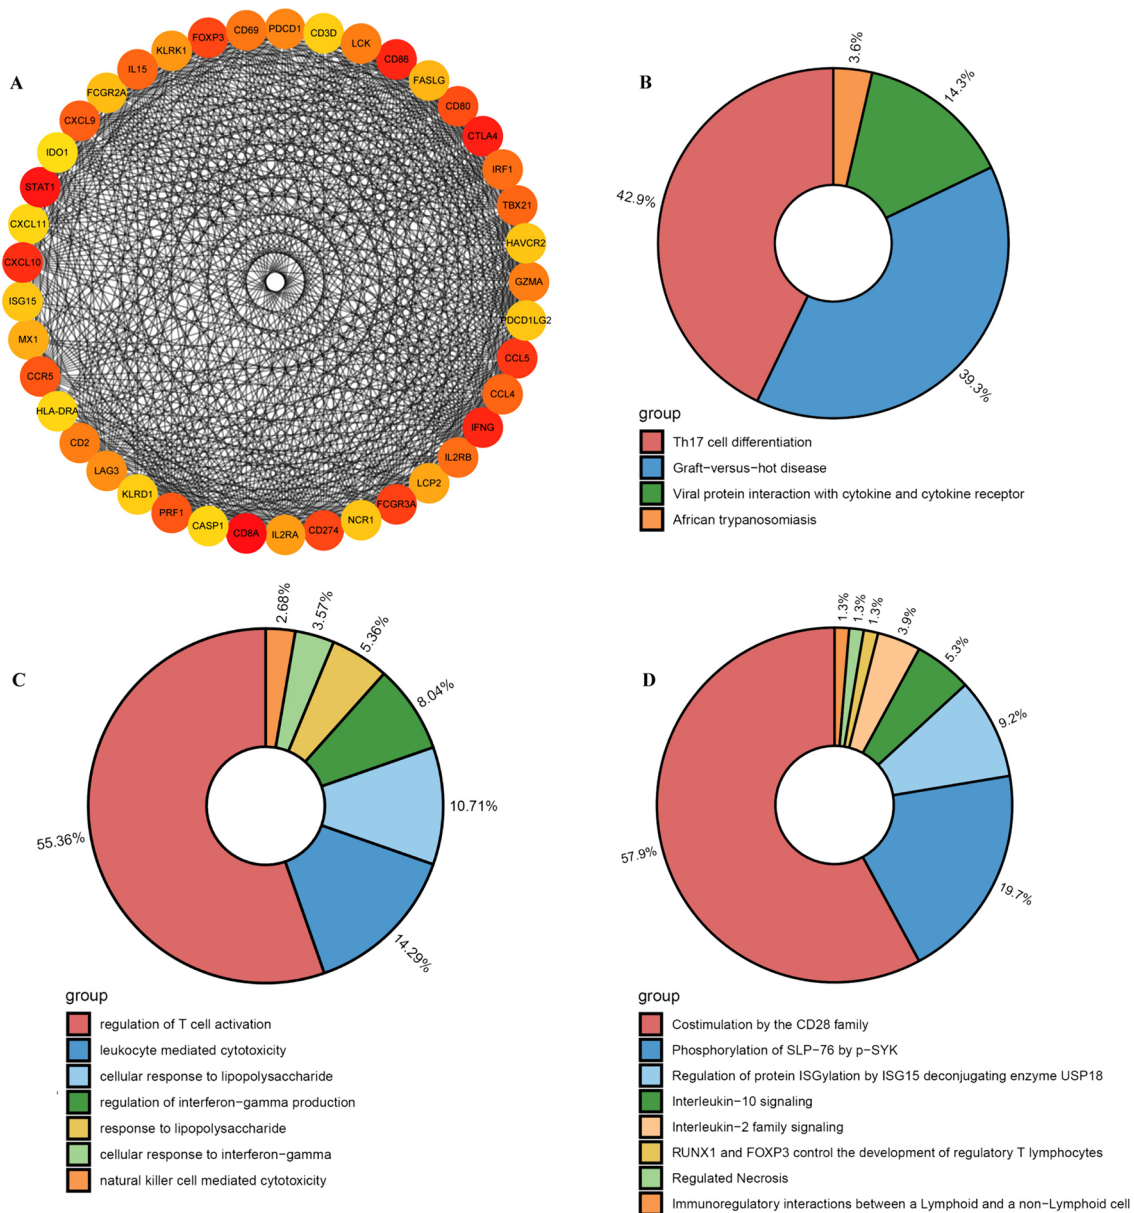 A
FOXP3
CD69
PDCD1
CD3D
LCK
CD86
FASLG
CD80
CTLA4
IRF1
TBX21
HAVCR2
GZMA
PDCD1LG2
CCL5
CCL4
IFNG
IL2RB
LCP2
FCGR3A
NCR1
CD274
IL2RA
CD8A
CASP1
PRF1
KLRD1
LAG3
CD2
HLA-DRA
CCR5
MX1
ISG15
CXCL10
CXCL11
STAT1
IDO1
CXCL9
FCGR2A
IL15
KLRK1
B
3.6%
14.3%
42.9%
39.3%
group
Th17 cell differentiation
Graft−versus−hot disease
Viral protein interaction with cytokine and cytokine receptor
African trypanosomiasis
C
2.68%
3.57%
5.36%
8.04%
10.71%
55.36%
14.29%
group
regulation of T cell activation
leukocyte mediated cytotoxicity
cellular response to lipopolysaccharide
regulation of interferon−gamma production
response to lipopolysaccharide
cellular response to interferon−gamma
natural killer cell mediated cytotoxicity
D
1.3%
1.3%
1.3%
3.9%
5.3%
9.2%
57.9%
19.7%
group
Costimulation by the CD28 family
Phosphorylation of SLP−76 by p−SYK
Regulation of protein ISGylation by ISG15 deconjugating enzyme USP18
Interleukin−10 signaling
Interleukin−2 family signaling
RUNX1 and FOXP3 control the development of regulatory T lymphocytes
Regulated Necrosis
Immunoregulatory interactions between a Lymphoid and a non−Lymphoid cell